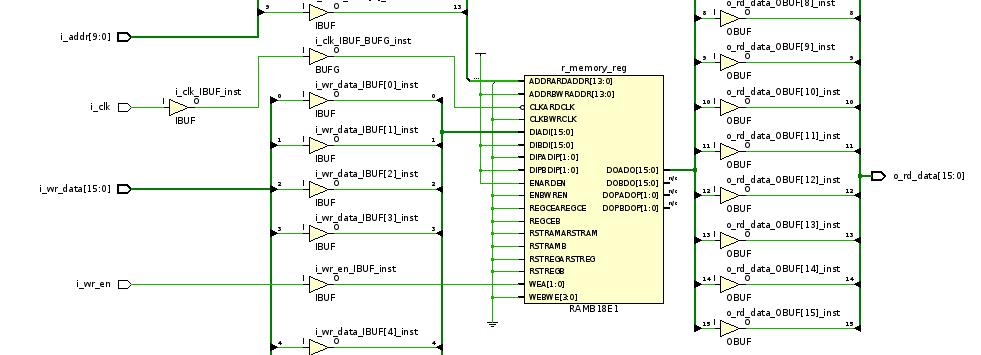 9 I O 13
IBUF
i_addr[9:0]
i_clk_IBUF_BUFG_inst
I O
BUFG
i_clk
i_clk_IBUF_inst
I O
IBUF
i_wr_data_IBUF[0]_inst
0 I O 0
IBUF
i_wr_data_IBUF[1]_inst
1 I O 1
IBUF
i_wr_data[15:0]
i_wr_data_IBUF[2]_inst
2 I O 2
IBUF
i_wr_data_IBUF[3]_inst
3 I O 3
IBUF
i_wr_en
i_wr_en_IBUF_inst
I O
IBUF
i_wr_data_IBUF[4]_inst
4 I O 4
IBUF
...
r_memory_reg
ADDRARDADDR[13:0]
ADDRBWRADDR[13:0]
CLKARDCLK
CLKBWRCLK
DIADI[15:0]
DIBDI[15:0]
DIPADIP[1:0]
DIPBDIP[1:0]
ENARDEN
ENBWREN
REGCEAREGCE
REGCEB
RSTRAMARSTRAM
RSTRAMB
RSTREGARSTREG
RSTREGB
WEA[1:0]
WEBWE[3:0]
DOADO[15:0]
DOBDO[15:0] n/c
DOPADOP[1:0] n/c
DOPBDOP[1:0] n/c
RAMB18E1
o_rd_data_OBUF[8]_inst
8 I O 8
OBUF
o_rd_data_OBUF[9]_inst
9 I O 9
OBUF
o_rd_data_OBUF[10]_inst
10 I O 10
OBUF
o_rd_data_OBUF[11]_inst
11 I O 11
OBUF
o_rd_data_OBUF[12]_inst
12 I O 12
OBUF
o_rd_data_OBUF[13]_inst
13 I O 13
OBUF
o_rd_data_OBUF[14]_inst
14 I O 14
OBUF
o_rd_data_OBUF[15]_inst
15 I O 15
OBUF
o_rd_data[15:0]